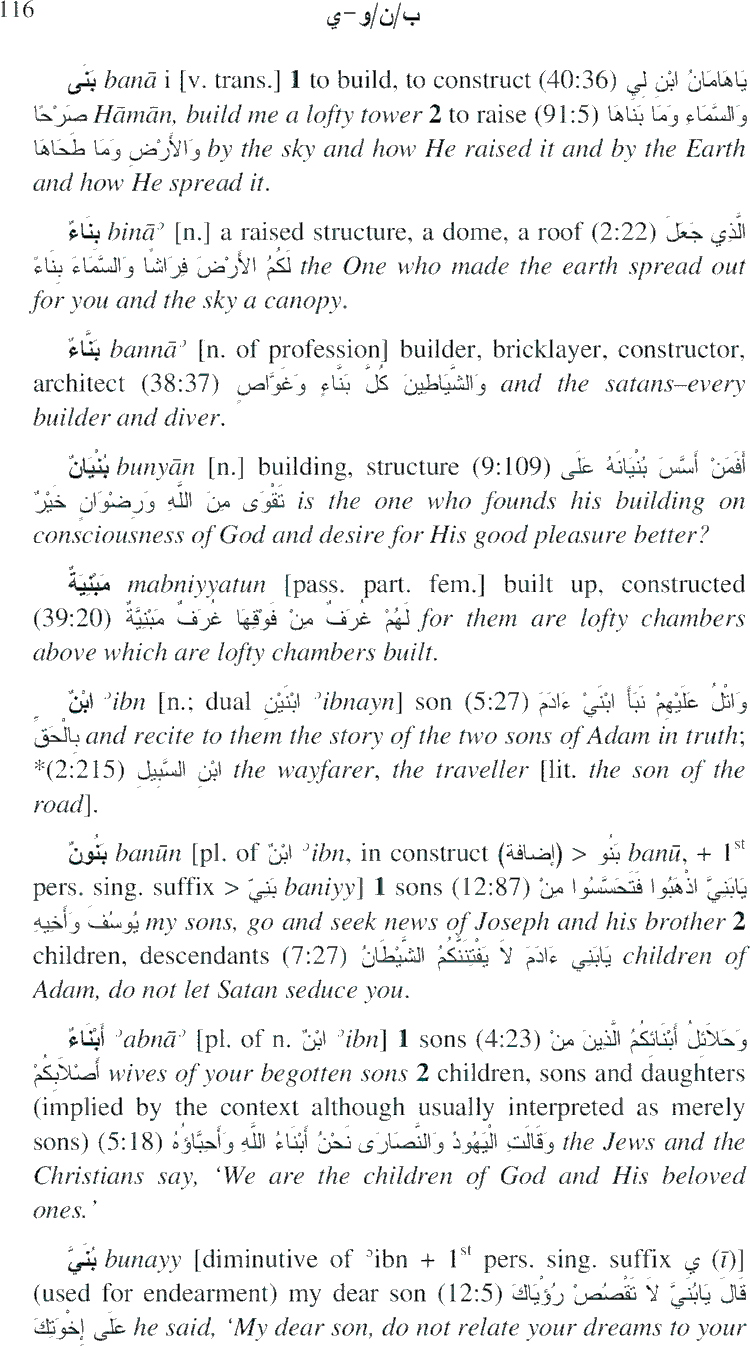 116 ب/ن/و-ي
بَنَى banā i [v. trans.] 1 to build, to construct (40:36) يَاهَامَانُ ابْنِ لِي
صَرْحًا Hāmān, build me a lofty tower 2 to raise (91:5) وَالسَّمَاءِ وَمَا بَنَاهَا
وَالأَرْضِ وَمَا طَحَاهَا by the sky and how He raised it and by the Earth
and how He spread it.
بِنَاءٌ bināʾ [n.] a raised structure, a dome, a roof (2:22) الَّذِي جَعَلَ
لَكُمُ الأَرْضَ فِرَاشًا وَالسَّمَاءَ بِنَاءً the One who made the earth spread out
for you and the sky a canopy.
بَنَّاءٌ bannāʾ [n. of profession] builder, bricklayer, constructor,
architect (38:37) وَالشَّيَاطِينَ كُلَّ بَنَّاءٍ وَغَوَّاصٍ and the satans–every
builder and diver.
بُنْيَانٌ bunyān [n.] building, structure (9:109) أَفَمَنْ أَسَّسَ بُنْيَانَهُ عَلَى
تَقْوَى مِنَ اللَّهِ وَرِضْوَانٍ خَيْرٌ is the one who founds his building on
consciousness of God and desire for His good pleasure better?
مَبْنِيَةٌ mabniyyatun [pass. part. fem.] built up, constructed
(39:20) لَهُمْ غُرَفٌ مِنْ فَوْقِهَا غُرَفٌ مَبْنِيَّةٌ for them are lofty chambers
above which are lofty chambers built.
ابْنٌ ʾibn [n.; dual ابْنَيْنِ ʾibnayn] son (5:27) وَاتْلُ عَلَيْهِمْ نَبَأَ ابْنَيْ ءَادَمَ
بِالْحَقِّ and recite to them the story of the two sons of Adam in truth;
*(2:215) ابْنِ السَّبِيلِ the wayfarer, the traveller [lit. the son of the
road].
بَنُونٌ banūn [pl. of ابْنٌ ʾibn, in construct (إضافة) > بَنُو banū, + 1st
pers. sing. suffix > بَنِيّ baniyy] 1 sons (12:87) يَابَنِيَّ اذْهَبُوا فَتَحَسَّسُوا مِنْ
يُوسُفَ وَأَخِيهِ my sons, go and seek news of Joseph and his brother 2
children, descendants (7:27) يَابَنِي ءَادَمَ لَا يَفْتِنَنَّكُمُ الشَّيْطَانُ children of
Adam, do not let Satan seduce you.
أَبْنَاءٌ ʾabnāʾ [pl. of n. ابْنٌ ʾibn] 1 sons (4:23) وَحَلَائِلُ أَبْنَائِكُمُ الَّذِينَ مِنْ
أَصْلَابِكُمْ wives of your begotten sons 2 children, sons and daughters
(implied by the context although usually interpreted as merely
sons) (5:18) وَقَالَتِ الْيَهُودُ وَالنَّصَارَى نَحْنُ أَبْنَاءُ اللَّهِ وَأَحِبَّاؤُهُ the Jews and the
Christians say, ‘We are the children of God and His beloved
ones.’
بُنَيَّ bunayy [diminutive of ʾibn + 1st pers. sing. suffix ي (ī)]
(used for endearment) my dear son (12:5) قَالَ يَابُنَيَّ لَا تَقْصُصْ رُؤْيَاكَ
عَلَى إِخْوَتِكَ he said, ‘My dear son, do not relate your dreams to your